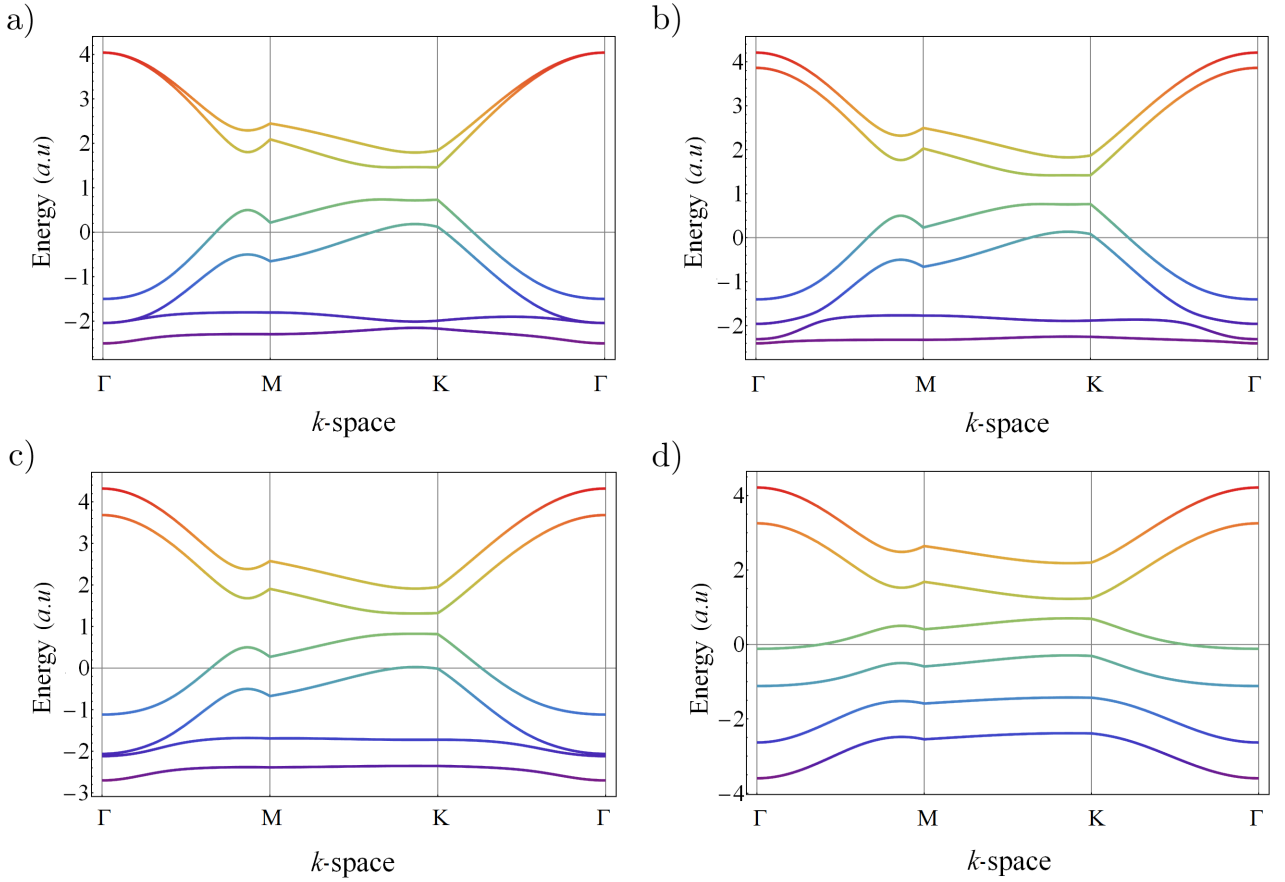 a)
4
3
2
1
0
−1
−2
Energy (a.u)
Γ M K Γ
k-space
b)
4
3
2
1
0
−1
−2
Energy (a.u)
Γ M K Γ
k-space
c)
4
3
2
1
0
−1
−2
−3
Energy (a.u)
Γ M K Γ
k-space
d)
4
2
0
−2
−4
Energy (a.u)
Γ M K Γ
k-space